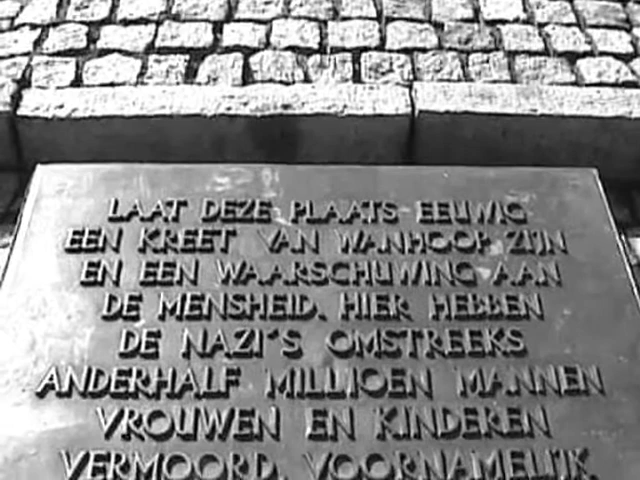 LAAT DEZE PLAATS EEUWIG
EEN KREET VAN WANHOOP ZIJN
EN EEN WAARSCHUWING AAN
DE MENSHEID. HIER HEBBEN
DE NAZI'S OMSTREEKS
ANDERHALF MILLIOEN MANNEN
VROUWEN EN KINDEREN
VERMOORD. VOORNAMELIJK